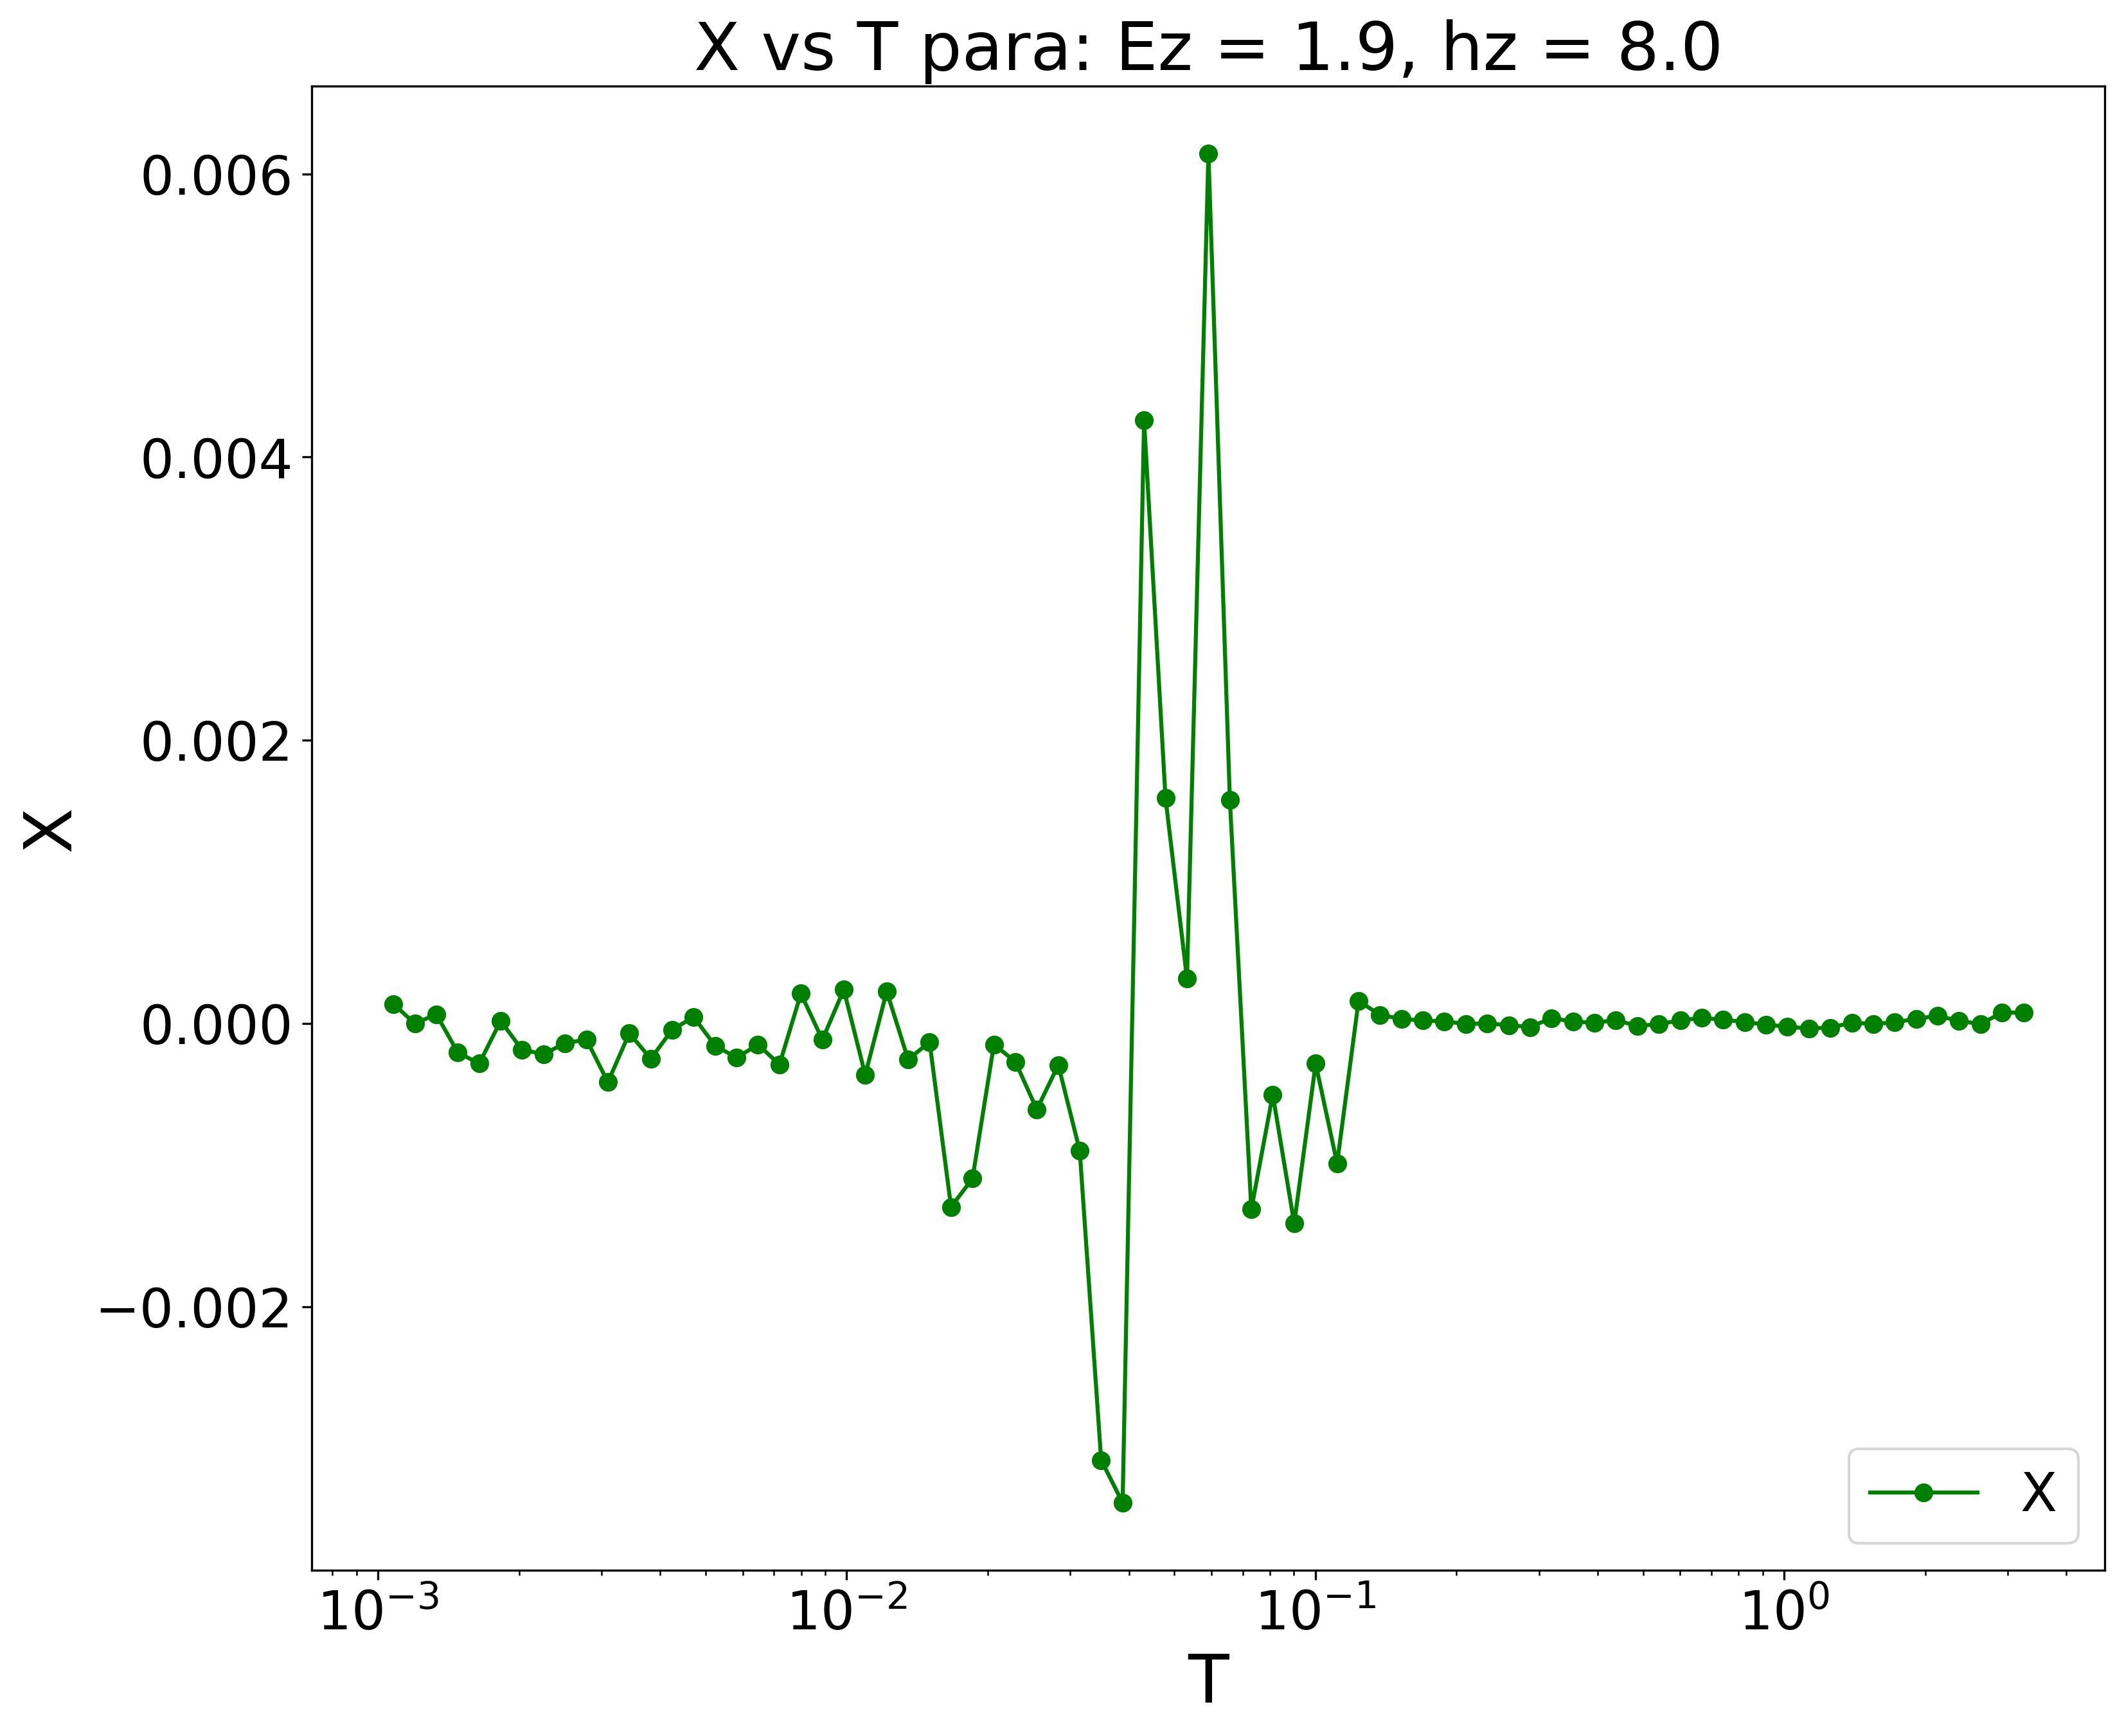 X vs T para: Ez = 1.9, hz = 8.0
0.006
0.004
0.002
0.000
−0.002
X
X
10⁻³ 10⁻² 10⁻¹ 10⁰
T